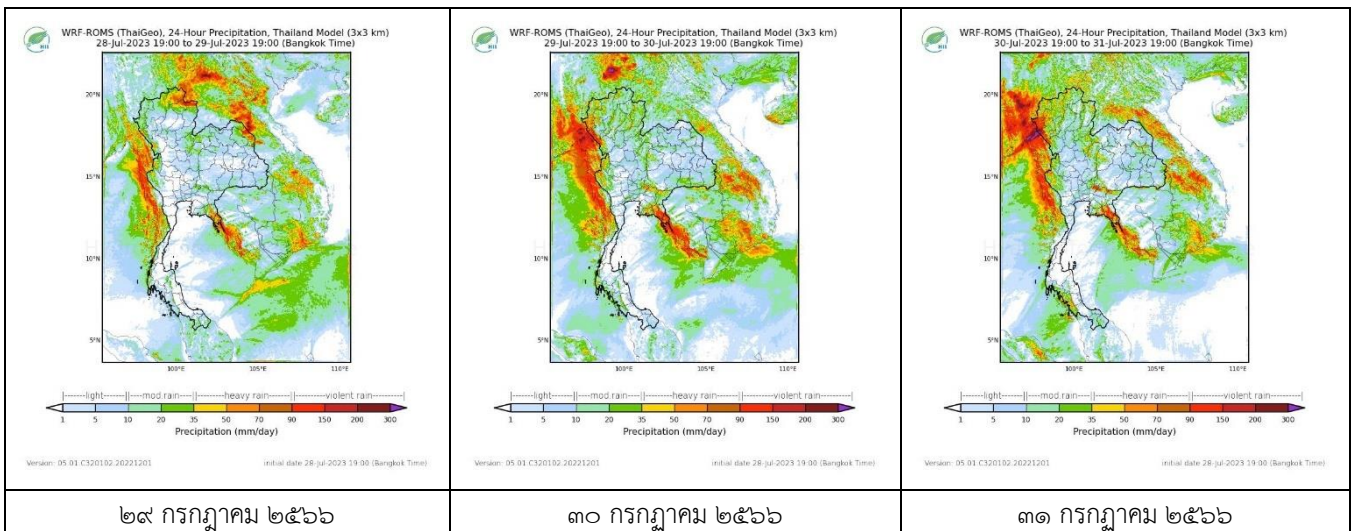 WRF-ROMS (ThaiGeo), 24-Hour Precipitation, Thailand Model (3x3 km)
28-Jul-2023 19:00 to 29-Jul-2023 19:00 (Bangkok Time)
20°N
15°N
10°N
5°N
100°E 105°E 110°E
|------light------||-----mod.rain----||------heavy rain-----||------violent rain------|
1 5 10 20 35 50 70 90 150 200 300
Precipitation (mm/day)
Version: 05.01.C320102.20221201 initial date 28-Jul-2023 19:00 (Bangkok Time)
๒๙ กรกฎาคม ๒๕๖๖
WRF-ROMS (ThaiGeo), 24-Hour Precipitation, Thailand Model (3x3 km)
29-Jul-2023 19:00 to 30-Jul-2023 19:00 (Bangkok Time)
20°N
15°N
10°N
5°N
100°E 105°E 110°E
|------light------||-----mod.rain----||------heavy rain-----||------violent rain------|
1 5 10 20 35 50 70 90 150 200 300
Precipitation (mm/day)
Version: 05.01.C320102.20221201 initial date 28-Jul-2023 19:00 (Bangkok Time)
๓๐ กรกฎาคม ๒๕๖๖
WRF-ROMS (ThaiGeo), 24-Hour Precipitation, Thailand Model (3x3 km)
30-Jul-2023 19:00 to 31-Jul-2023 19:00 (Bangkok Time)
20°N
15°N
10°N
5°N
100°E 105°E 110°E
|------light------||-----mod.rain----||------heavy rain-----||------violent rain------|
1 5 10 20 35 50 70 90 150 200 300
Precipitation (mm/day)
Version: 05.01.C320102.20221201 initial date 28-Jul-2023 19:00 (Bangkok Time)
๓๑ กรกฎาคม ๒๕๖๖